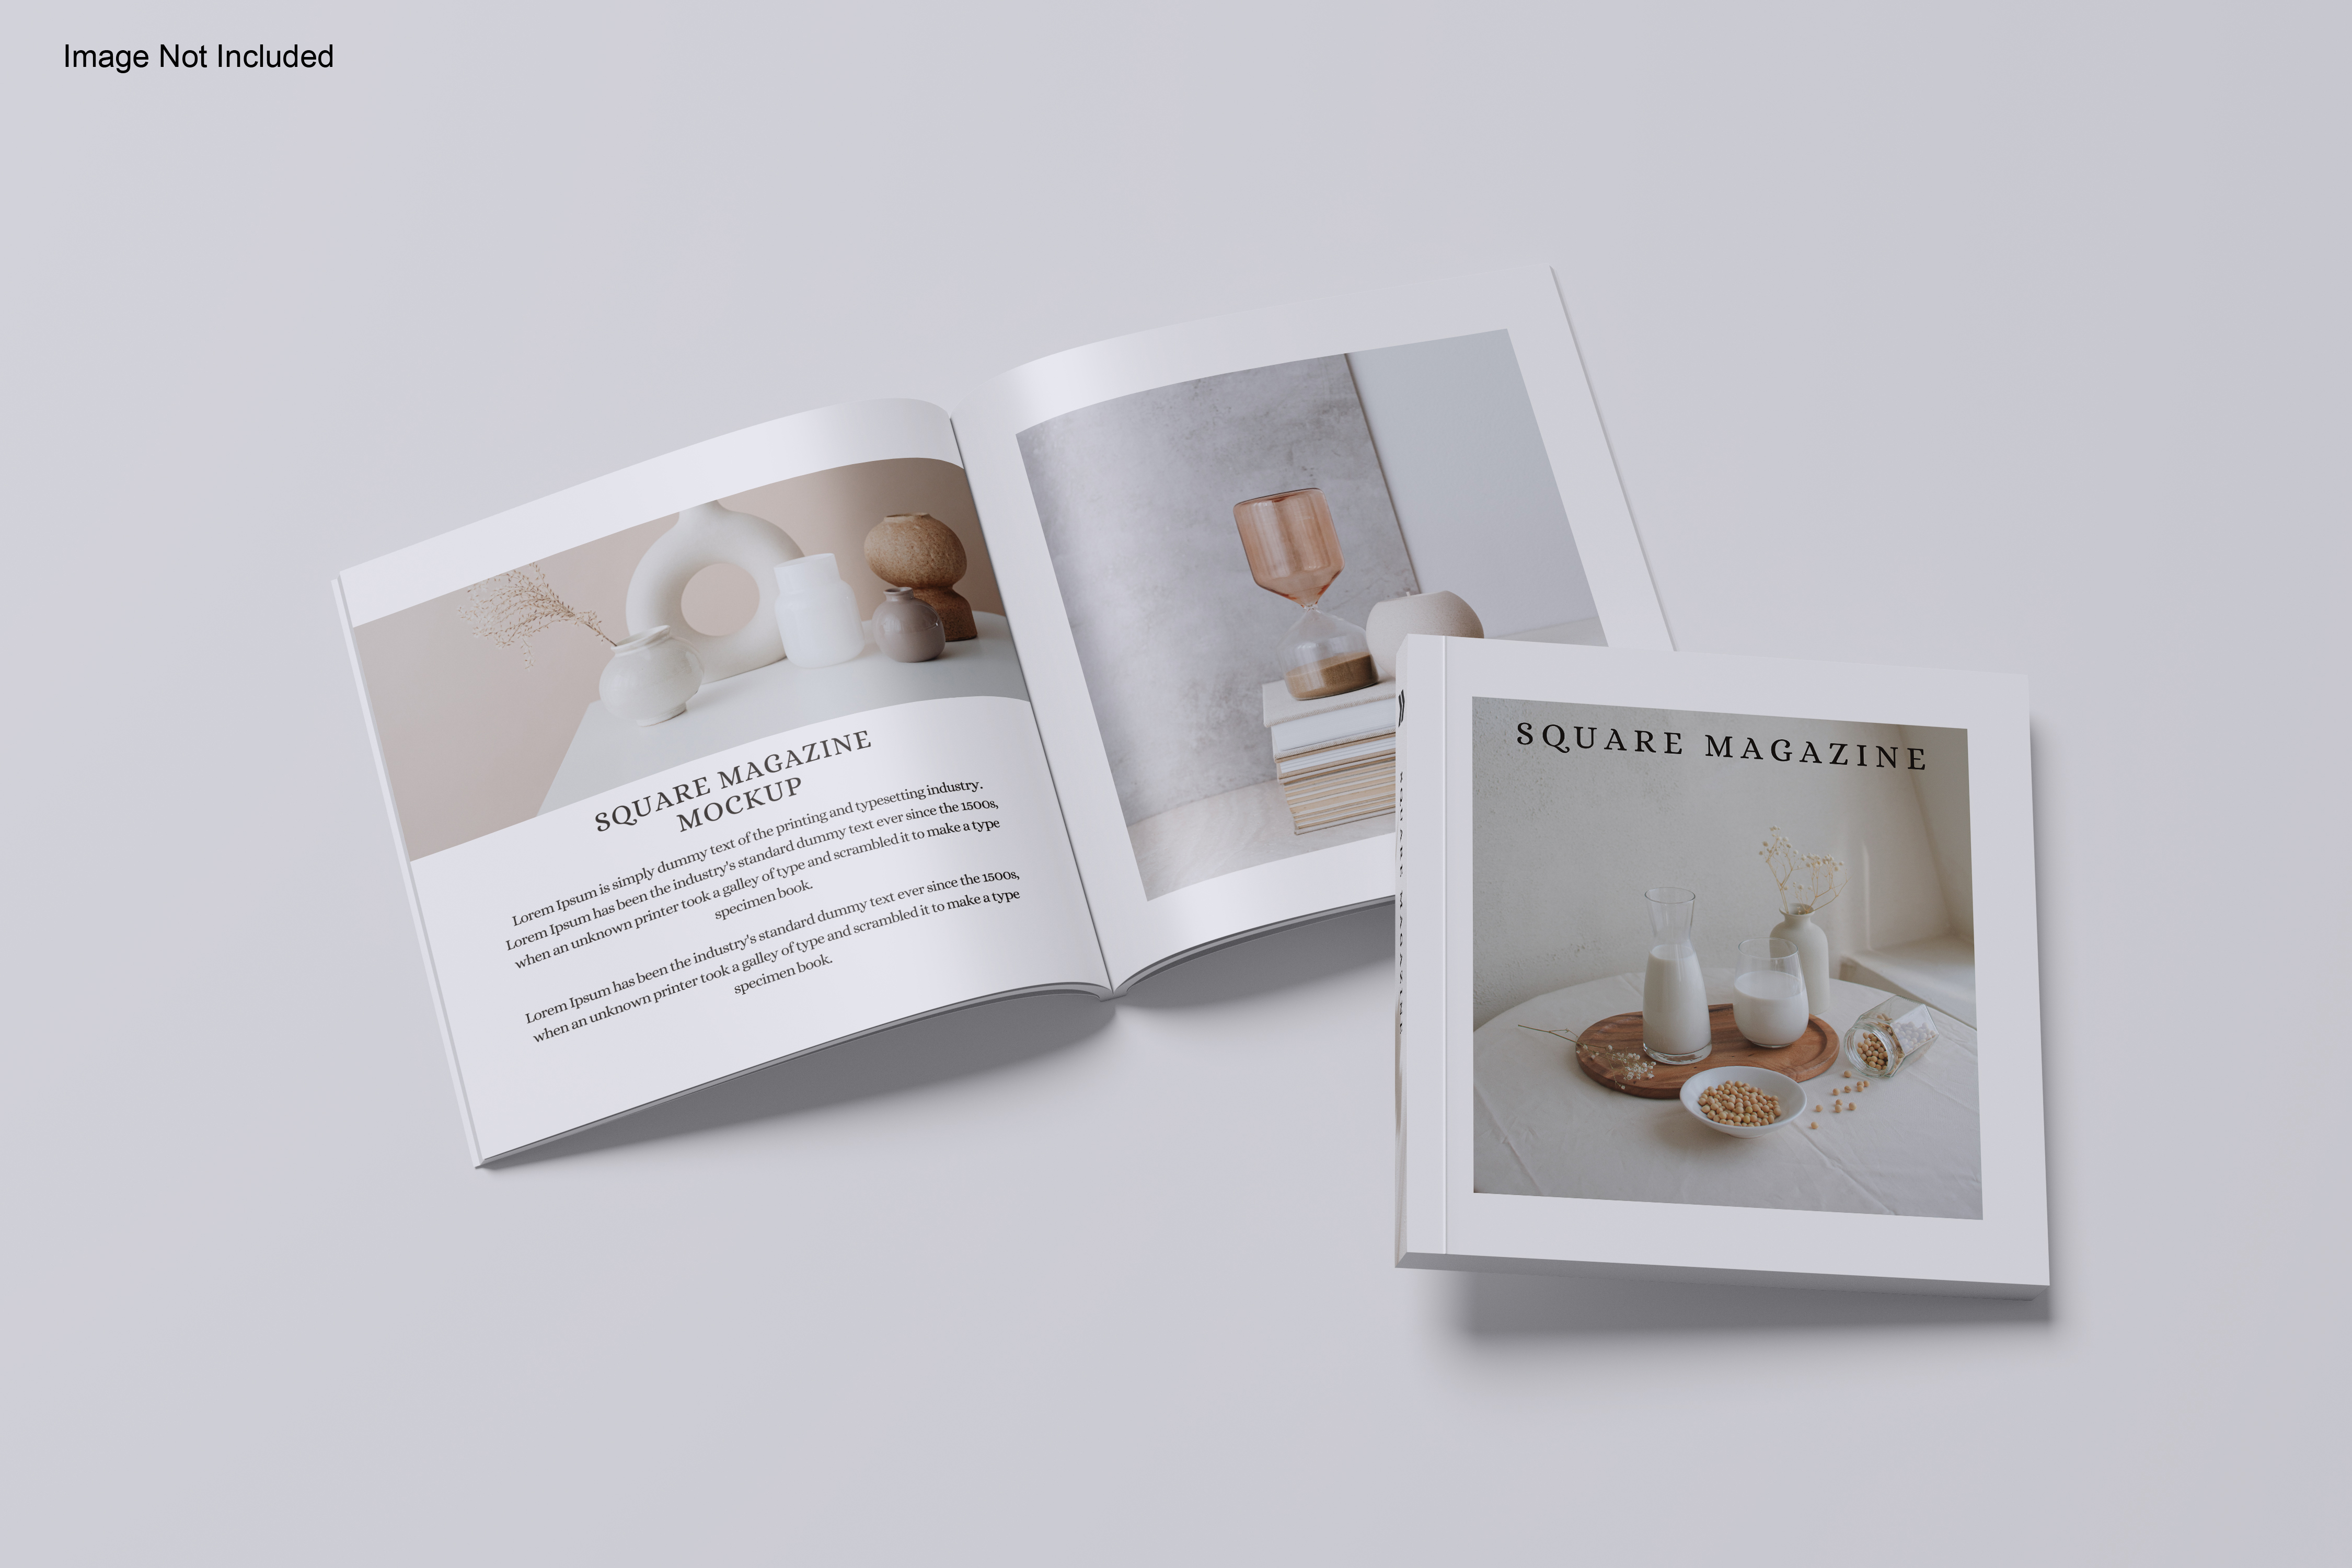 Image Not Included
SQUARE MAGAZINE
MOCKUP
Lorem Ipsum is simply dummy text of the printing and typesetting industry.
Lorem Ipsum has been the industry's standard dummy text ever since the 1500s,
when an unknown printer took a galley of type and scrambled it to make a type
specimen book.
Lorem Ipsum has been the industry's standard dummy text ever since the 1500s,
when an unknown printer took a galley of type and scrambled it to make a type
specimen book.
SQUARE MAGAZINE